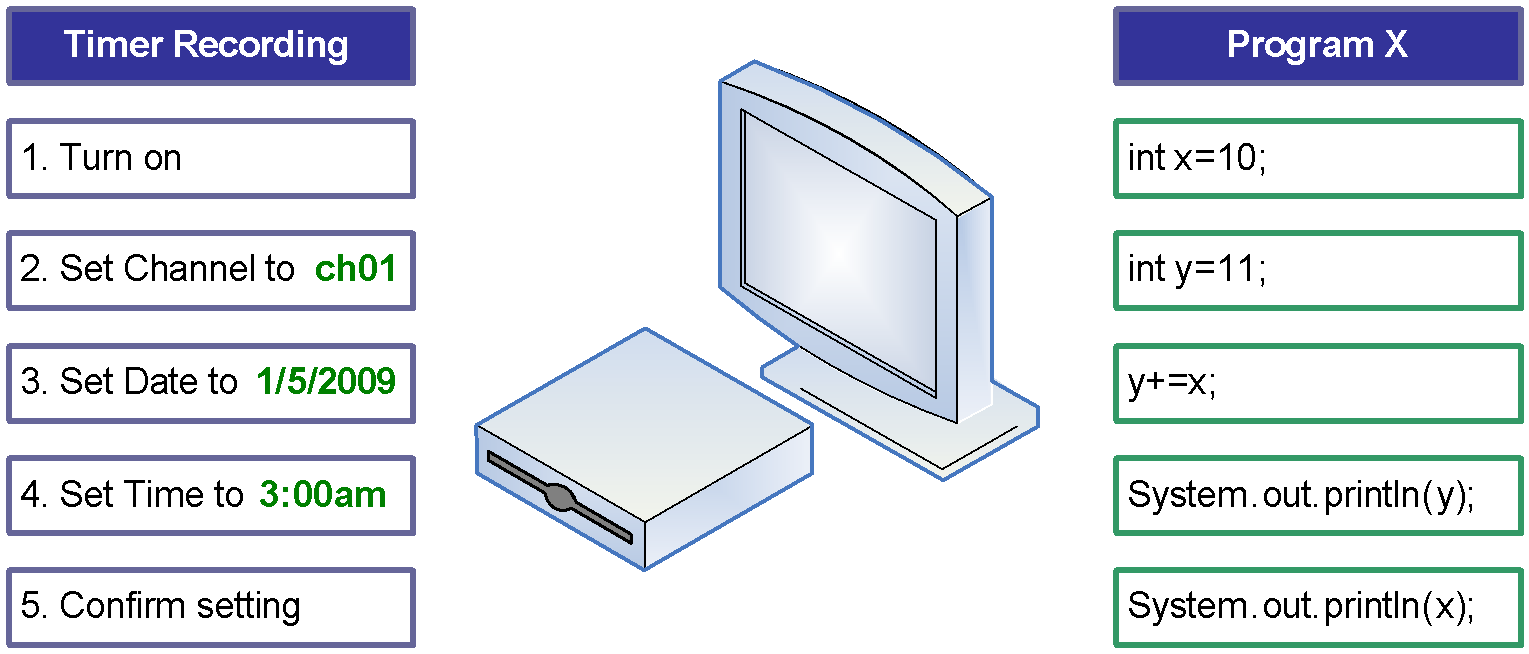 Timer Recording
1. Turn on
2. Set Channel to ch01
3. Set Date to 1/5/2009
4. Set Time to 3:00am
5. Confirm setting
Program X
int x=10;
int y=11;
y+=x;
System.out.println(y);
System.out.println(x);